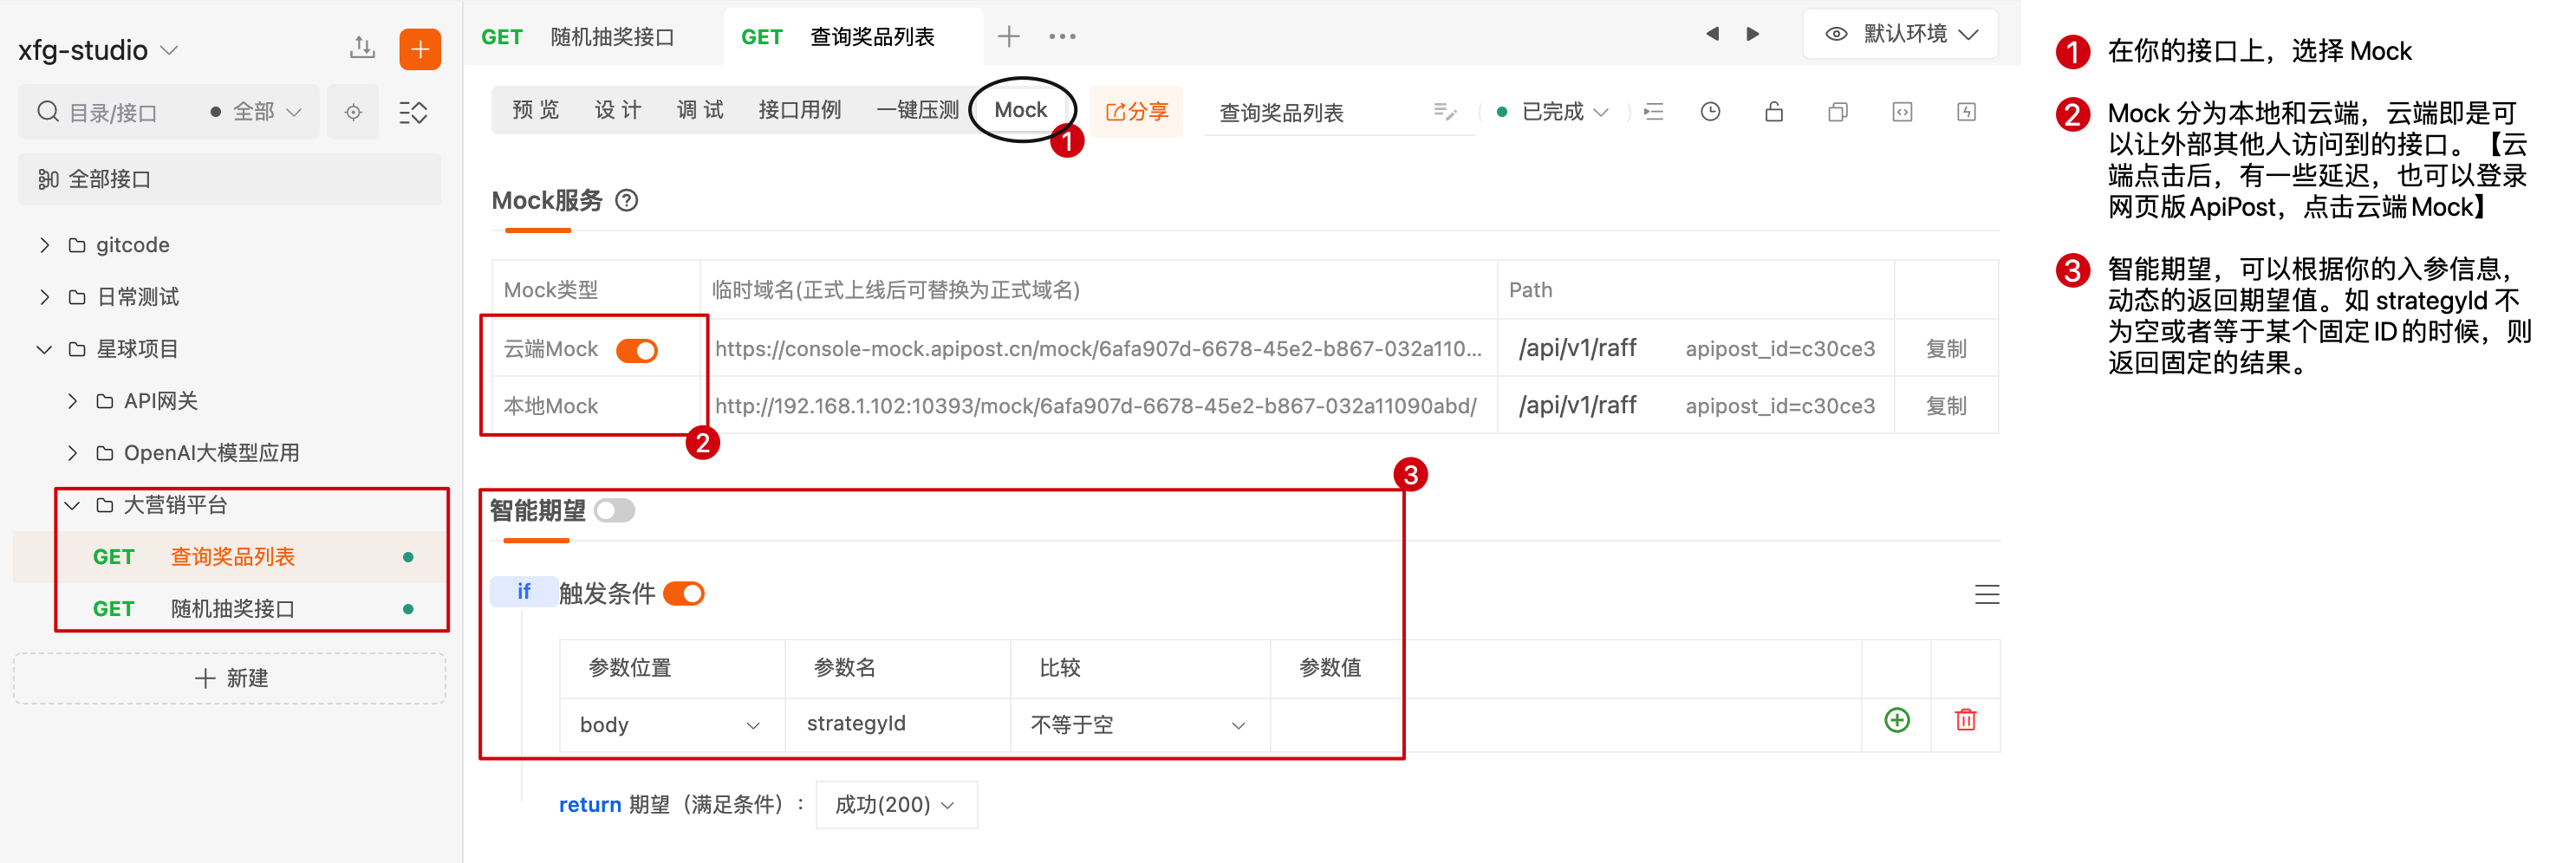 xfg-studio
目录/接口
全部
全部接口
gitcode
日常测试
星球项目
API网关
OpenAI大模型应用
大营销平台
GET 查询奖品列表
GET 随机抽奖接口
新建
GET 随机抽奖接口
GET 查询奖品列表
默认环境
预 览 设 计 调 试 接口用例 一键压测 Mock
1
分享
查询奖品列表
已完成
Mock服务
Mock类型 临时域名(正式上线后可替换为正式域名) Path
云端Mock https://console-mock.apipost.cn/mock/6afa907d-6678-45e2-b867-032a110... /api/v1/raff apipost_id=c30ce3 复制
本地Mock http://192.168.1.102:10393/mock/6afa907d-6678-45e2-b867-032a11090abd/ /api/v1/raff apipost_id=c30ce3 复制
2
3
智能期望
if 触发条件
参数位置 参数名 比较 参数值
body strategyId 不等于空
return 期望（满足条件）： 成功(200)
1 在你的接口上，选择 Mock
2 Mock 分为本地和云端，云端即是可
以让外部其他人访问到的接口。【云
端点击后，有一些延迟，也可以登录
网页版 ApiPost，点击云端 Mock】
3 智能期望，可以根据你的入参信息，
动态的返回期望值。如 strategyId 不
为空或者等于某个固定 ID 的时候，则
返回固定的结果。